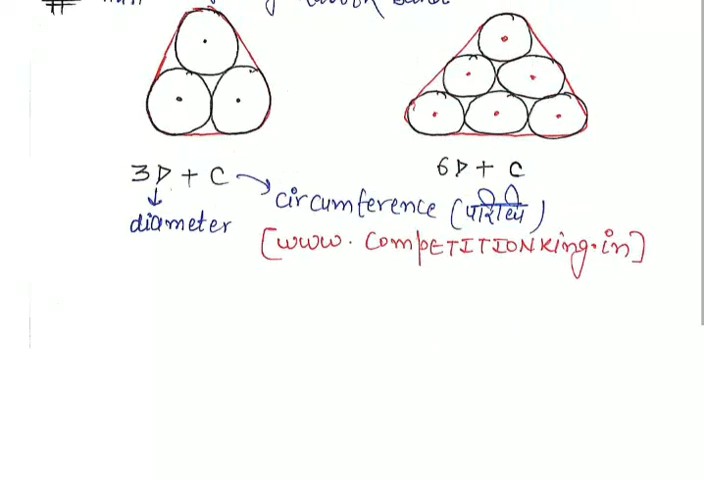 #
3D + C
6D + C
diameter
circumference (परिधि)
[www.CompETITIONKing.in]